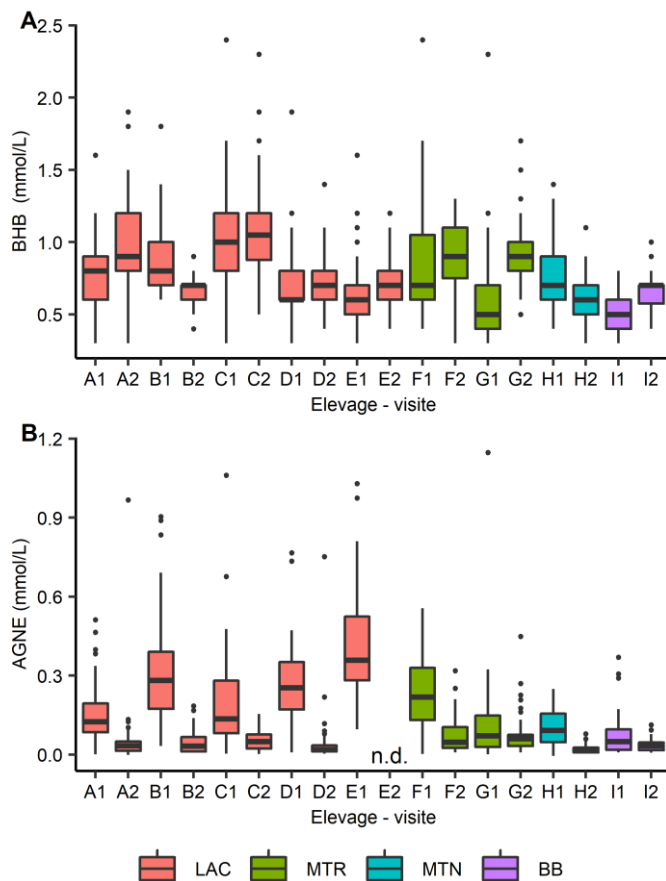 A
2.5
2.0
1.5
1.0
0.5
BHB (mmol/L)
A1 A2 B1 B2 C1 C2 D1 D2 E1 E2 F1 F2 G1 G2 H1 H2 I1 I2
Elevage - visite
B
1.2
0.9
0.6
0.3
0.0
AGNE (mmol/L)
n.d.
A1 A2 B1 B2 C1 C2 D1 D2 E1 E2 F1 F2 G1 G2 H1 H2 I1 I2
Elevage - visite
LAC MTR MTN BB